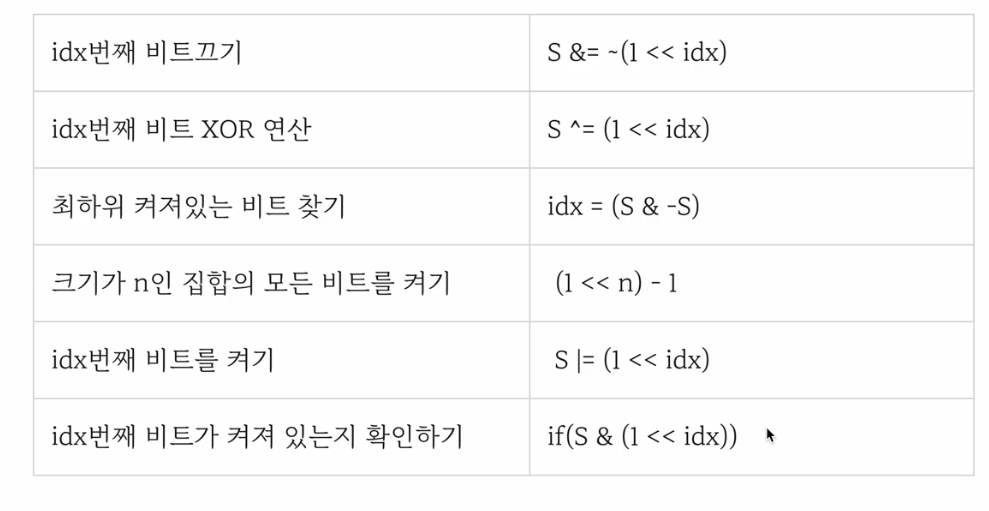 idx번째 비트끄기
S &= ~(1 << idx)
idx번째 비트 XOR 연산
S ^= (1 << idx)
최하위 켜져있는 비트 찾기
idx = (S & -S)
크기가 n인 집합의 모든 비트를 켜기
(1 << n) - 1
idx번째 비트를 켜기
S |= (1 << idx)
idx번째 비트가 켜져 있는지 확인하기
if(S & (1 << idx))